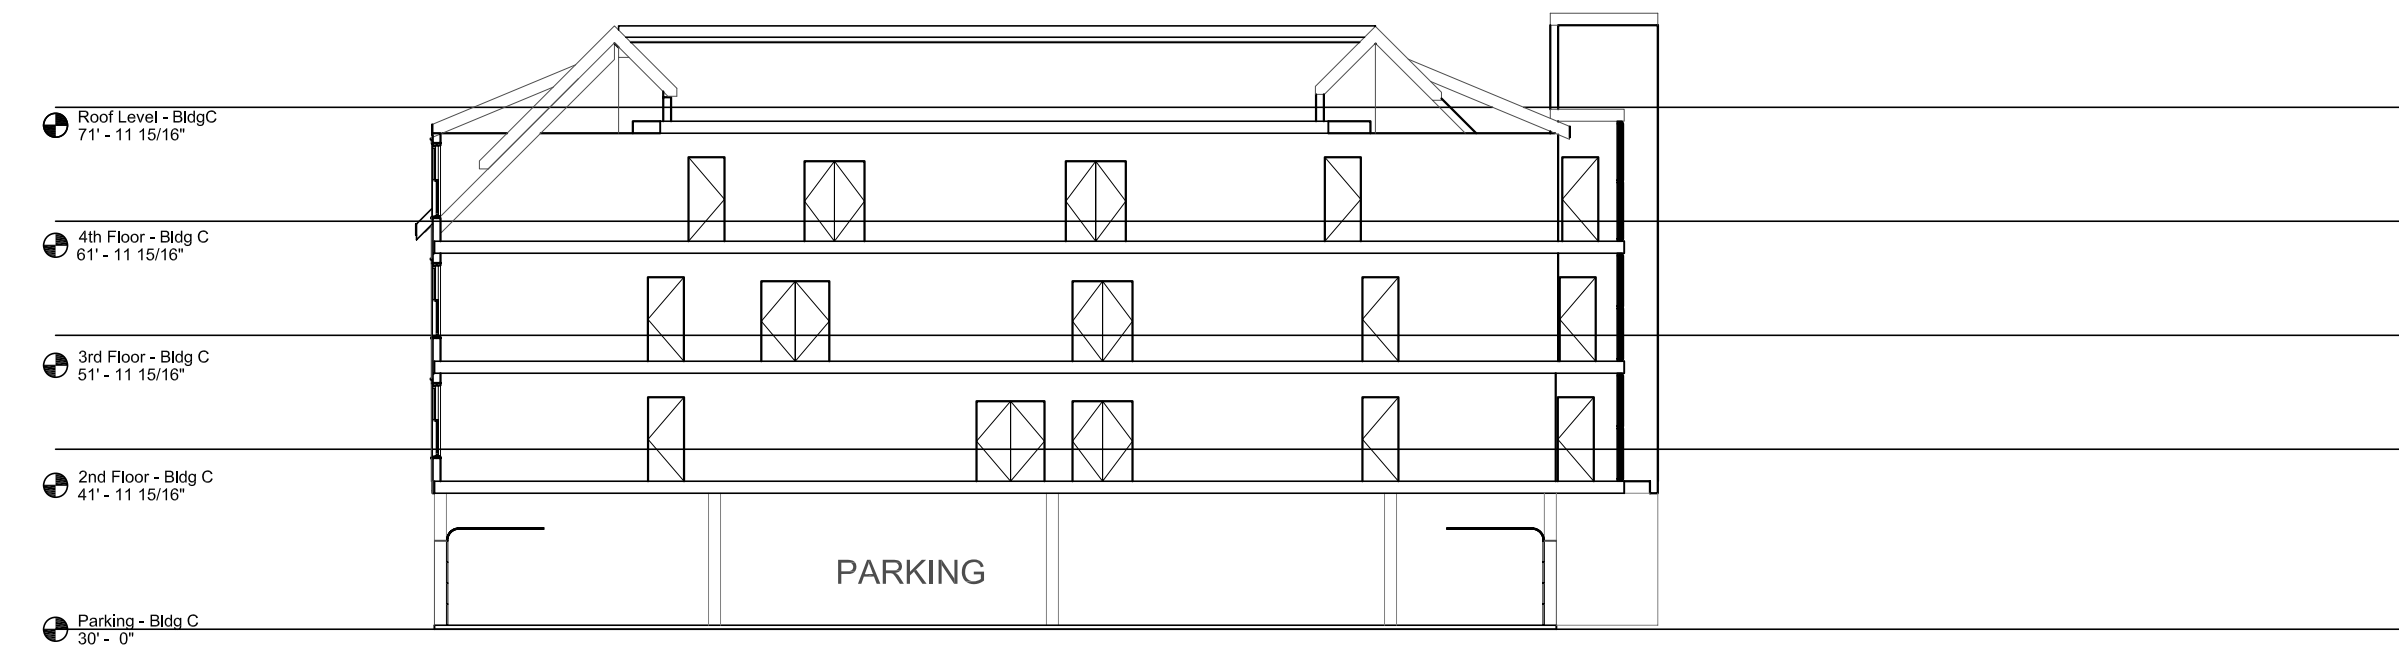 Roof Level - BldgC
71' - 11 15/16"
4th Floor - Bldg C
61' - 11 15/16"
3rd Floor - Bldg C
51' - 11 15/16"
2nd Floor - Bldg C
41' - 11 15/16"
PARKING
Parking - Bldg C
30' - 0"